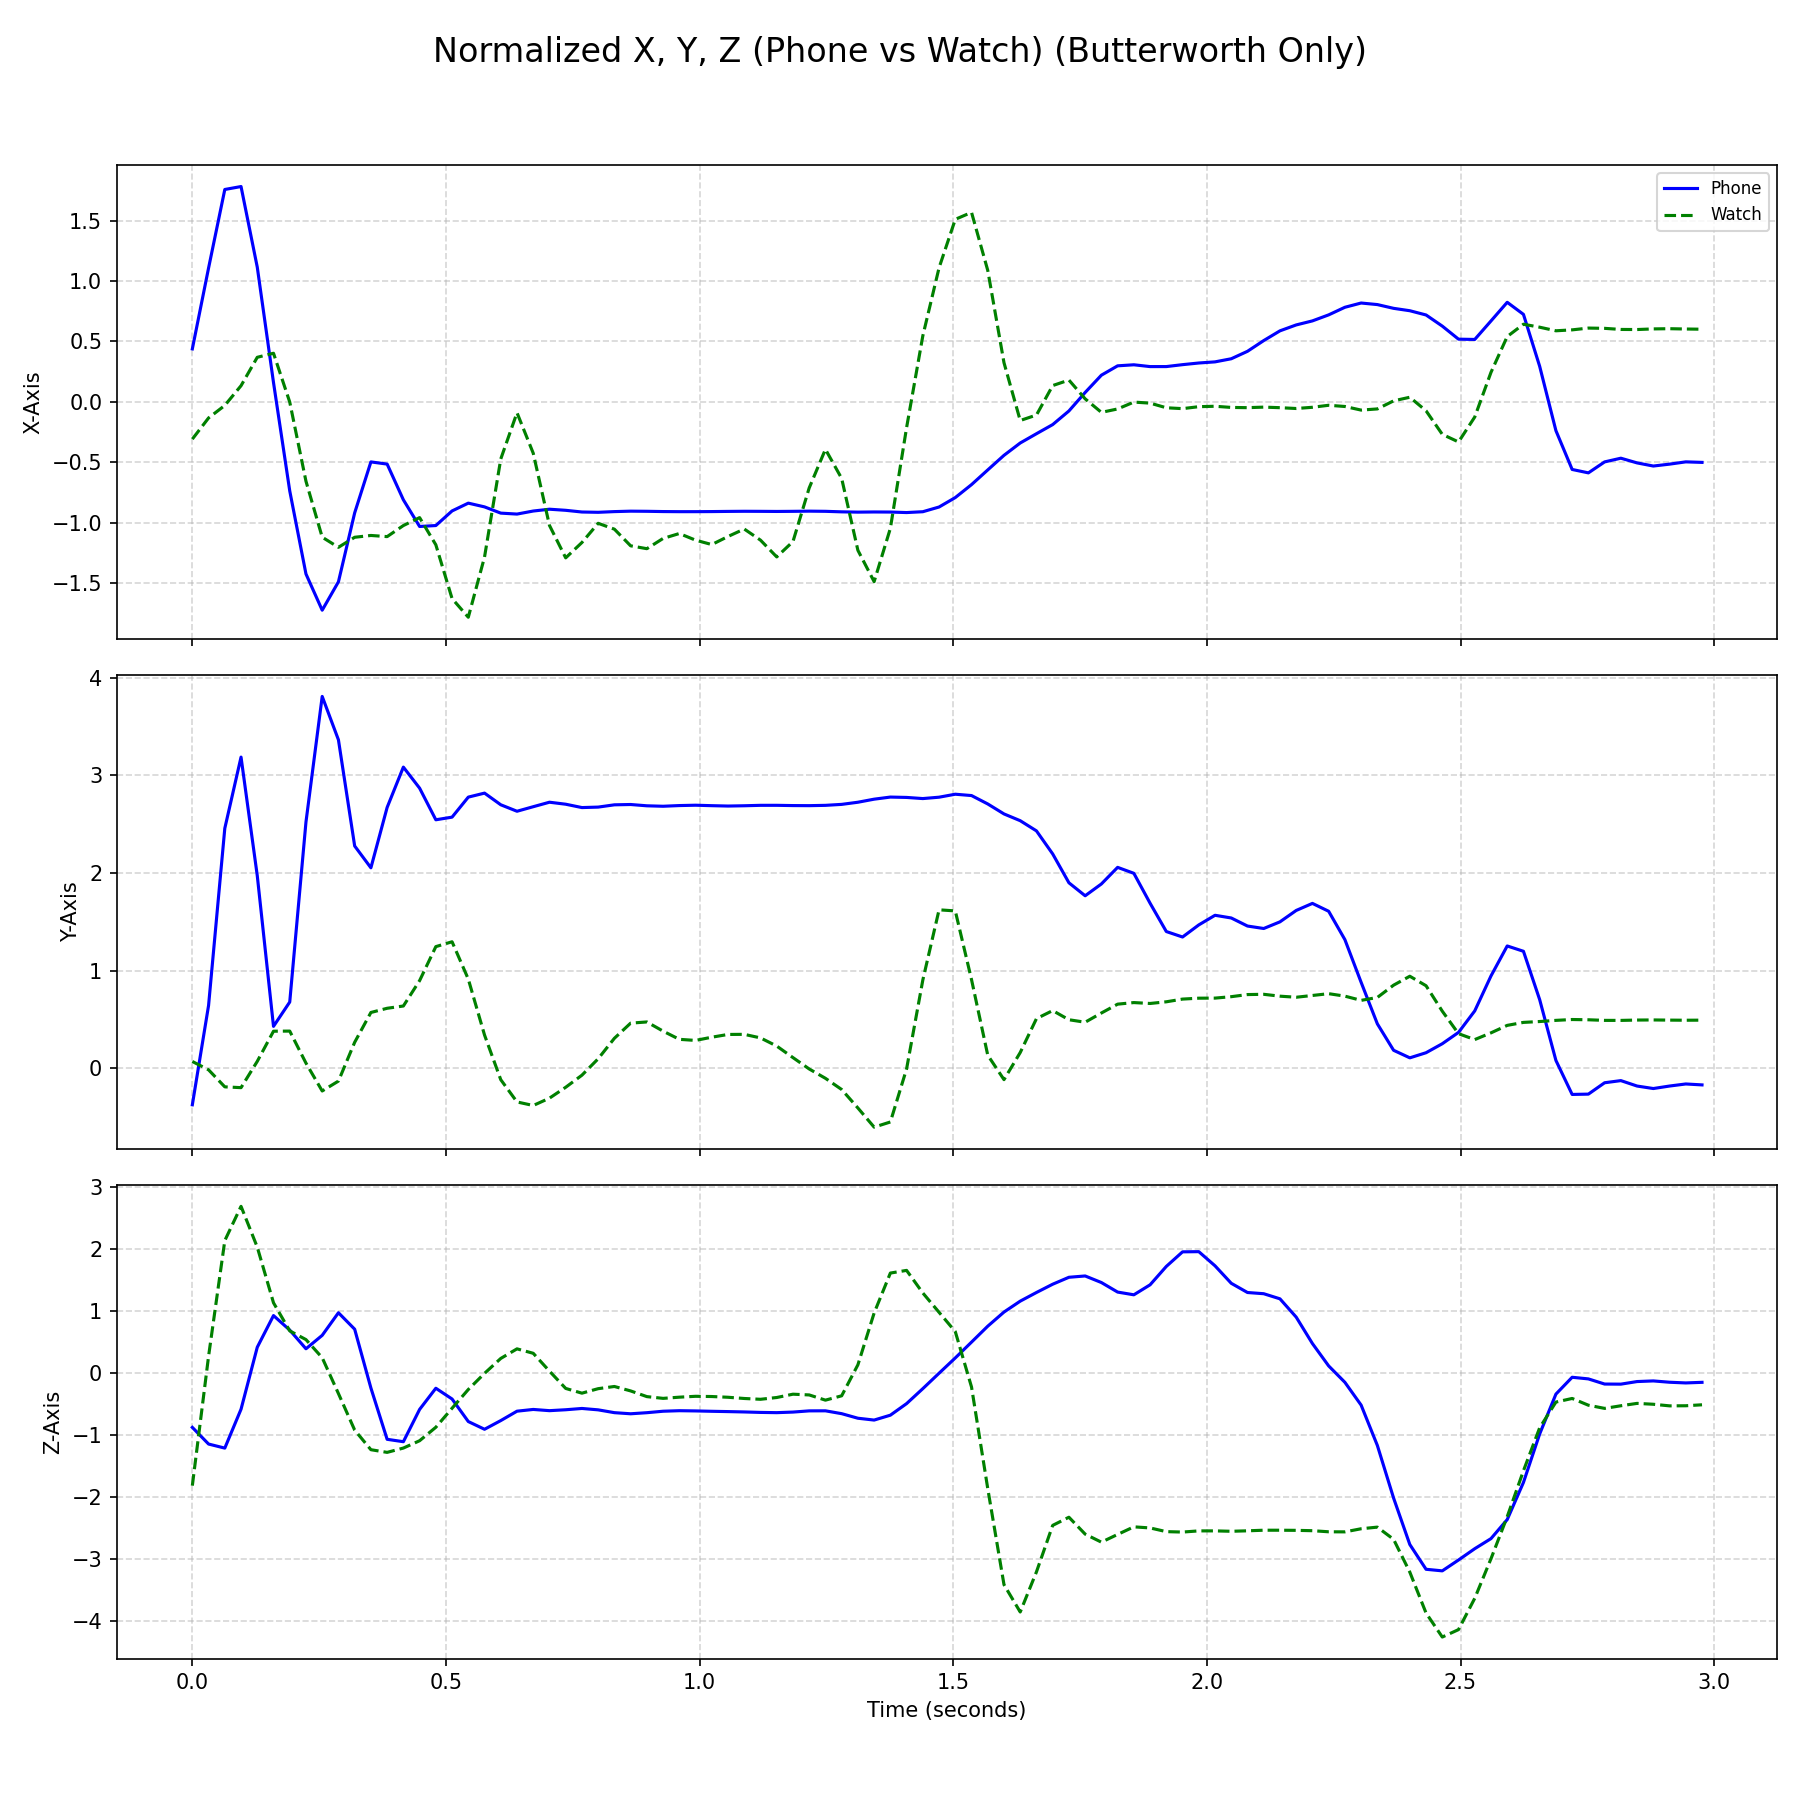 Normalized X, Y, Z (Phone vs Watch) (Butterworth Only)
Phone
Watch
X-Axis
1.5
1.0
0.5
0.0
−0.5
−1.0
−1.5
Y-Axis
4
3
2
1
0
Z-Axis
3
2
1
0
−1
−2
−3
−4
0.0 0.5 1.0 1.5 2.0 2.5 3.0
Time (seconds)